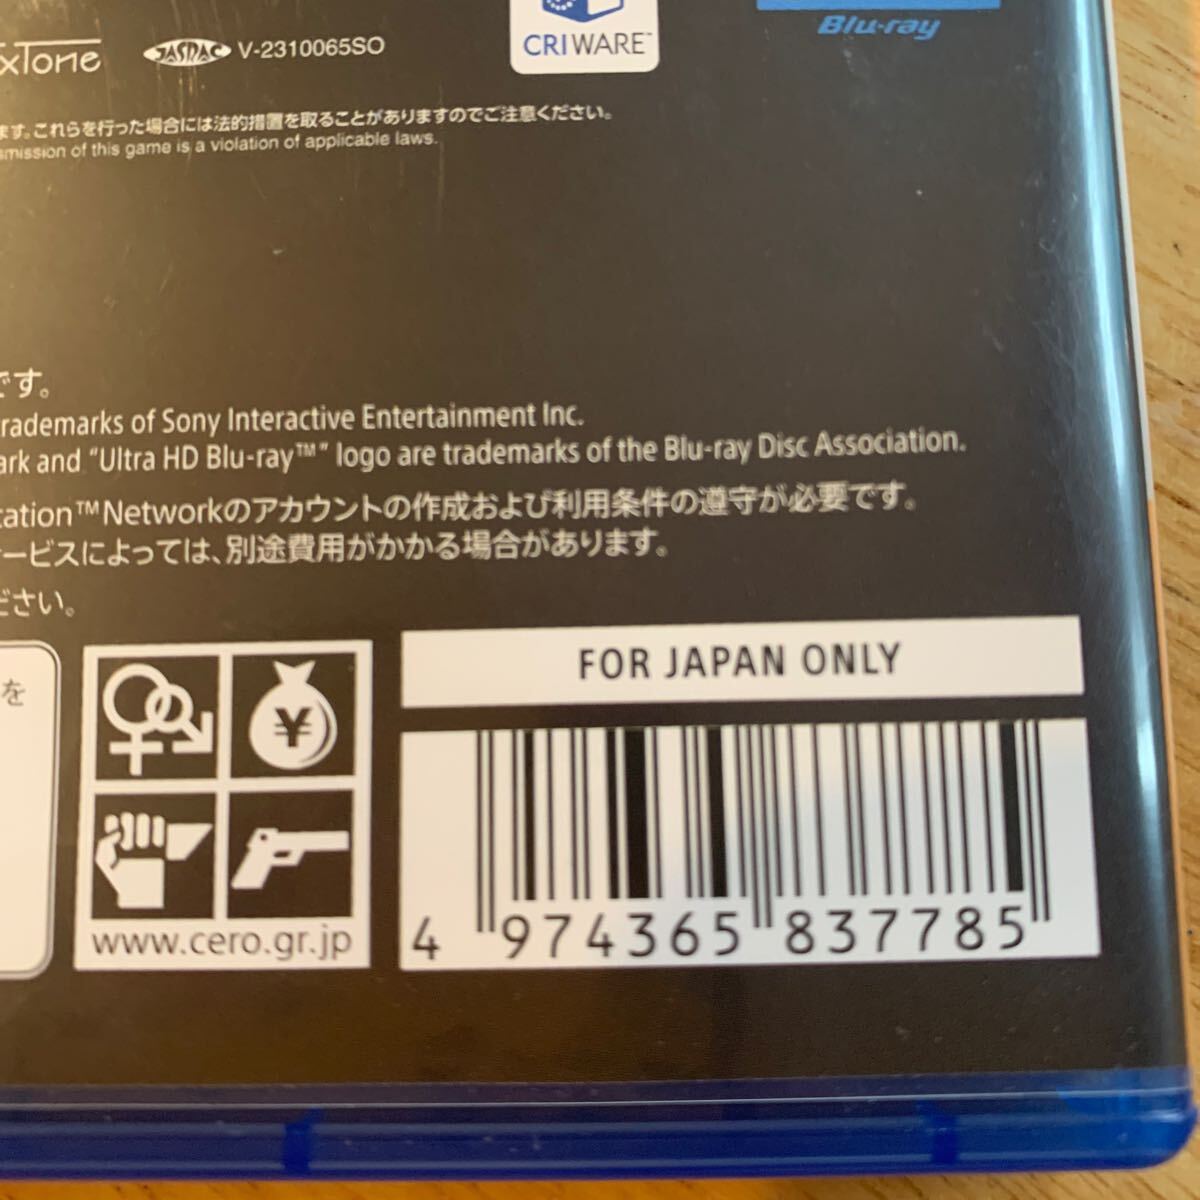 xTone JASRAC V-2310065SO CRIWARE™ Blu-ray
ます。これらを行った場合には法的措置を取ることがありますのでご注意ください。
mission of this game is a violation of applicable laws.
です。
trademarks of Sony Interactive Entertainment Inc.
ark and “Ultra HD Blu-ray™” logo are trademarks of the Blu-ray Disc Association.
tation™Networkのアカウントの作成および利用条件の遵守が必要です。
ービスによっては、別途費用がかかる場合があります。
ださい。
を
FOR JAPAN ONLY
¥
www.cero.gr.jp
4 974365 837785